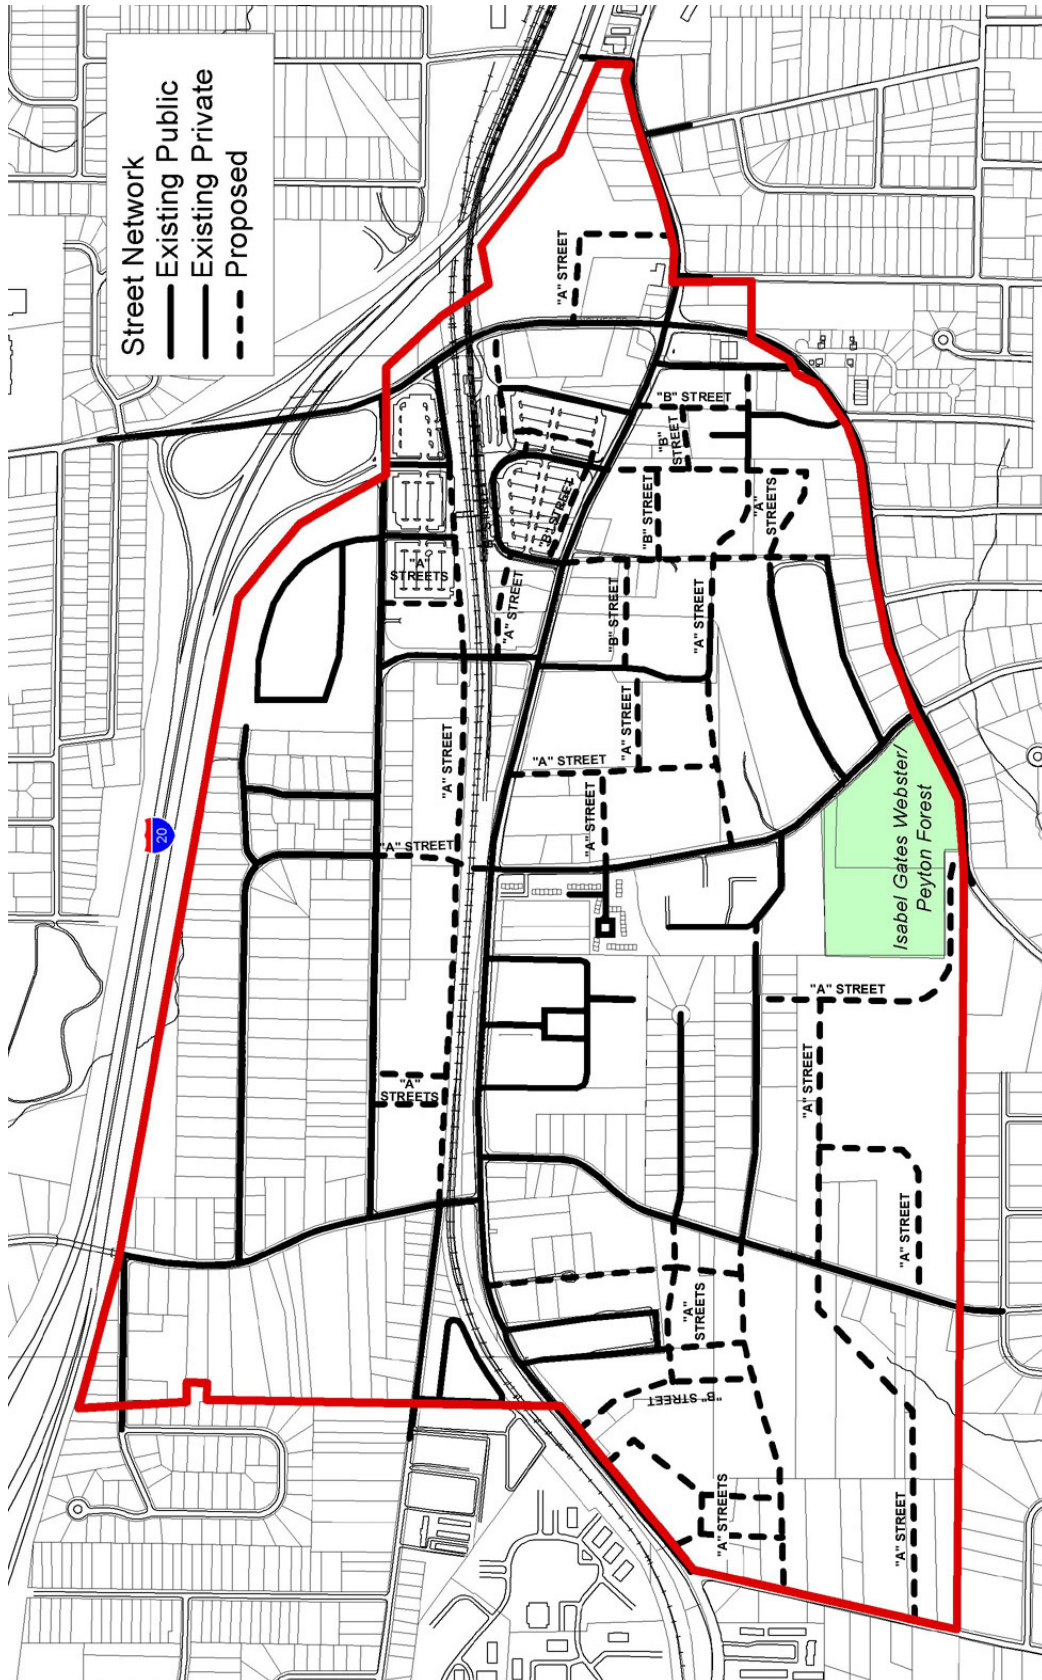 Street Network
Existing Public
Existing Private
Proposed
"A" STREET
"B" STREET
"B"
STREET
"B" STREET
"A"
STREETS
"B" STREET
"A"
STREETS
"A" STREET
"B" STREET
"A" STREET
"A" STREET
"A" STREET
"A" STREET
"A" STREET
20
"A" STREET
Isabel Gates Webster/
Peyton Forest
"A" STREET
"A" STREET
"A"
STREETS
"A" STREET
"A"
STREETS
"B" STREET
"A" STREETS
"A" STREET